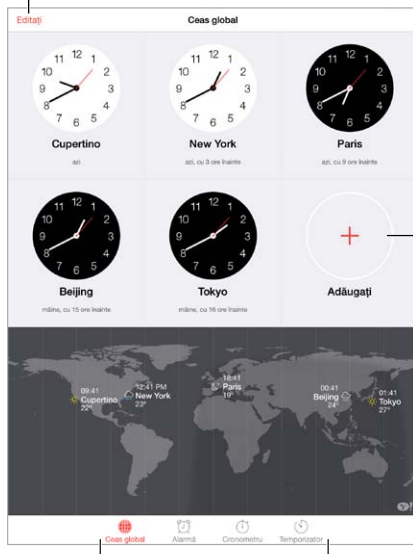 Editați
Ceas global
Cupertino
azi
New York
azi, cu 3 ore înainte
Paris
azi, cu 9 ore înainte
Beijing
mâine, cu 15 ore înainte
Tokyo
mâine, cu 16 ore înainte
Adăugați
09:41
Cupertino
22°
12:41 PM
New York
23°
18:41
Paris
19°
00:41
Beijing
24°
01:41
Tokyo
27°
Ceas global
Alarmă
Cronometru
Temporizator